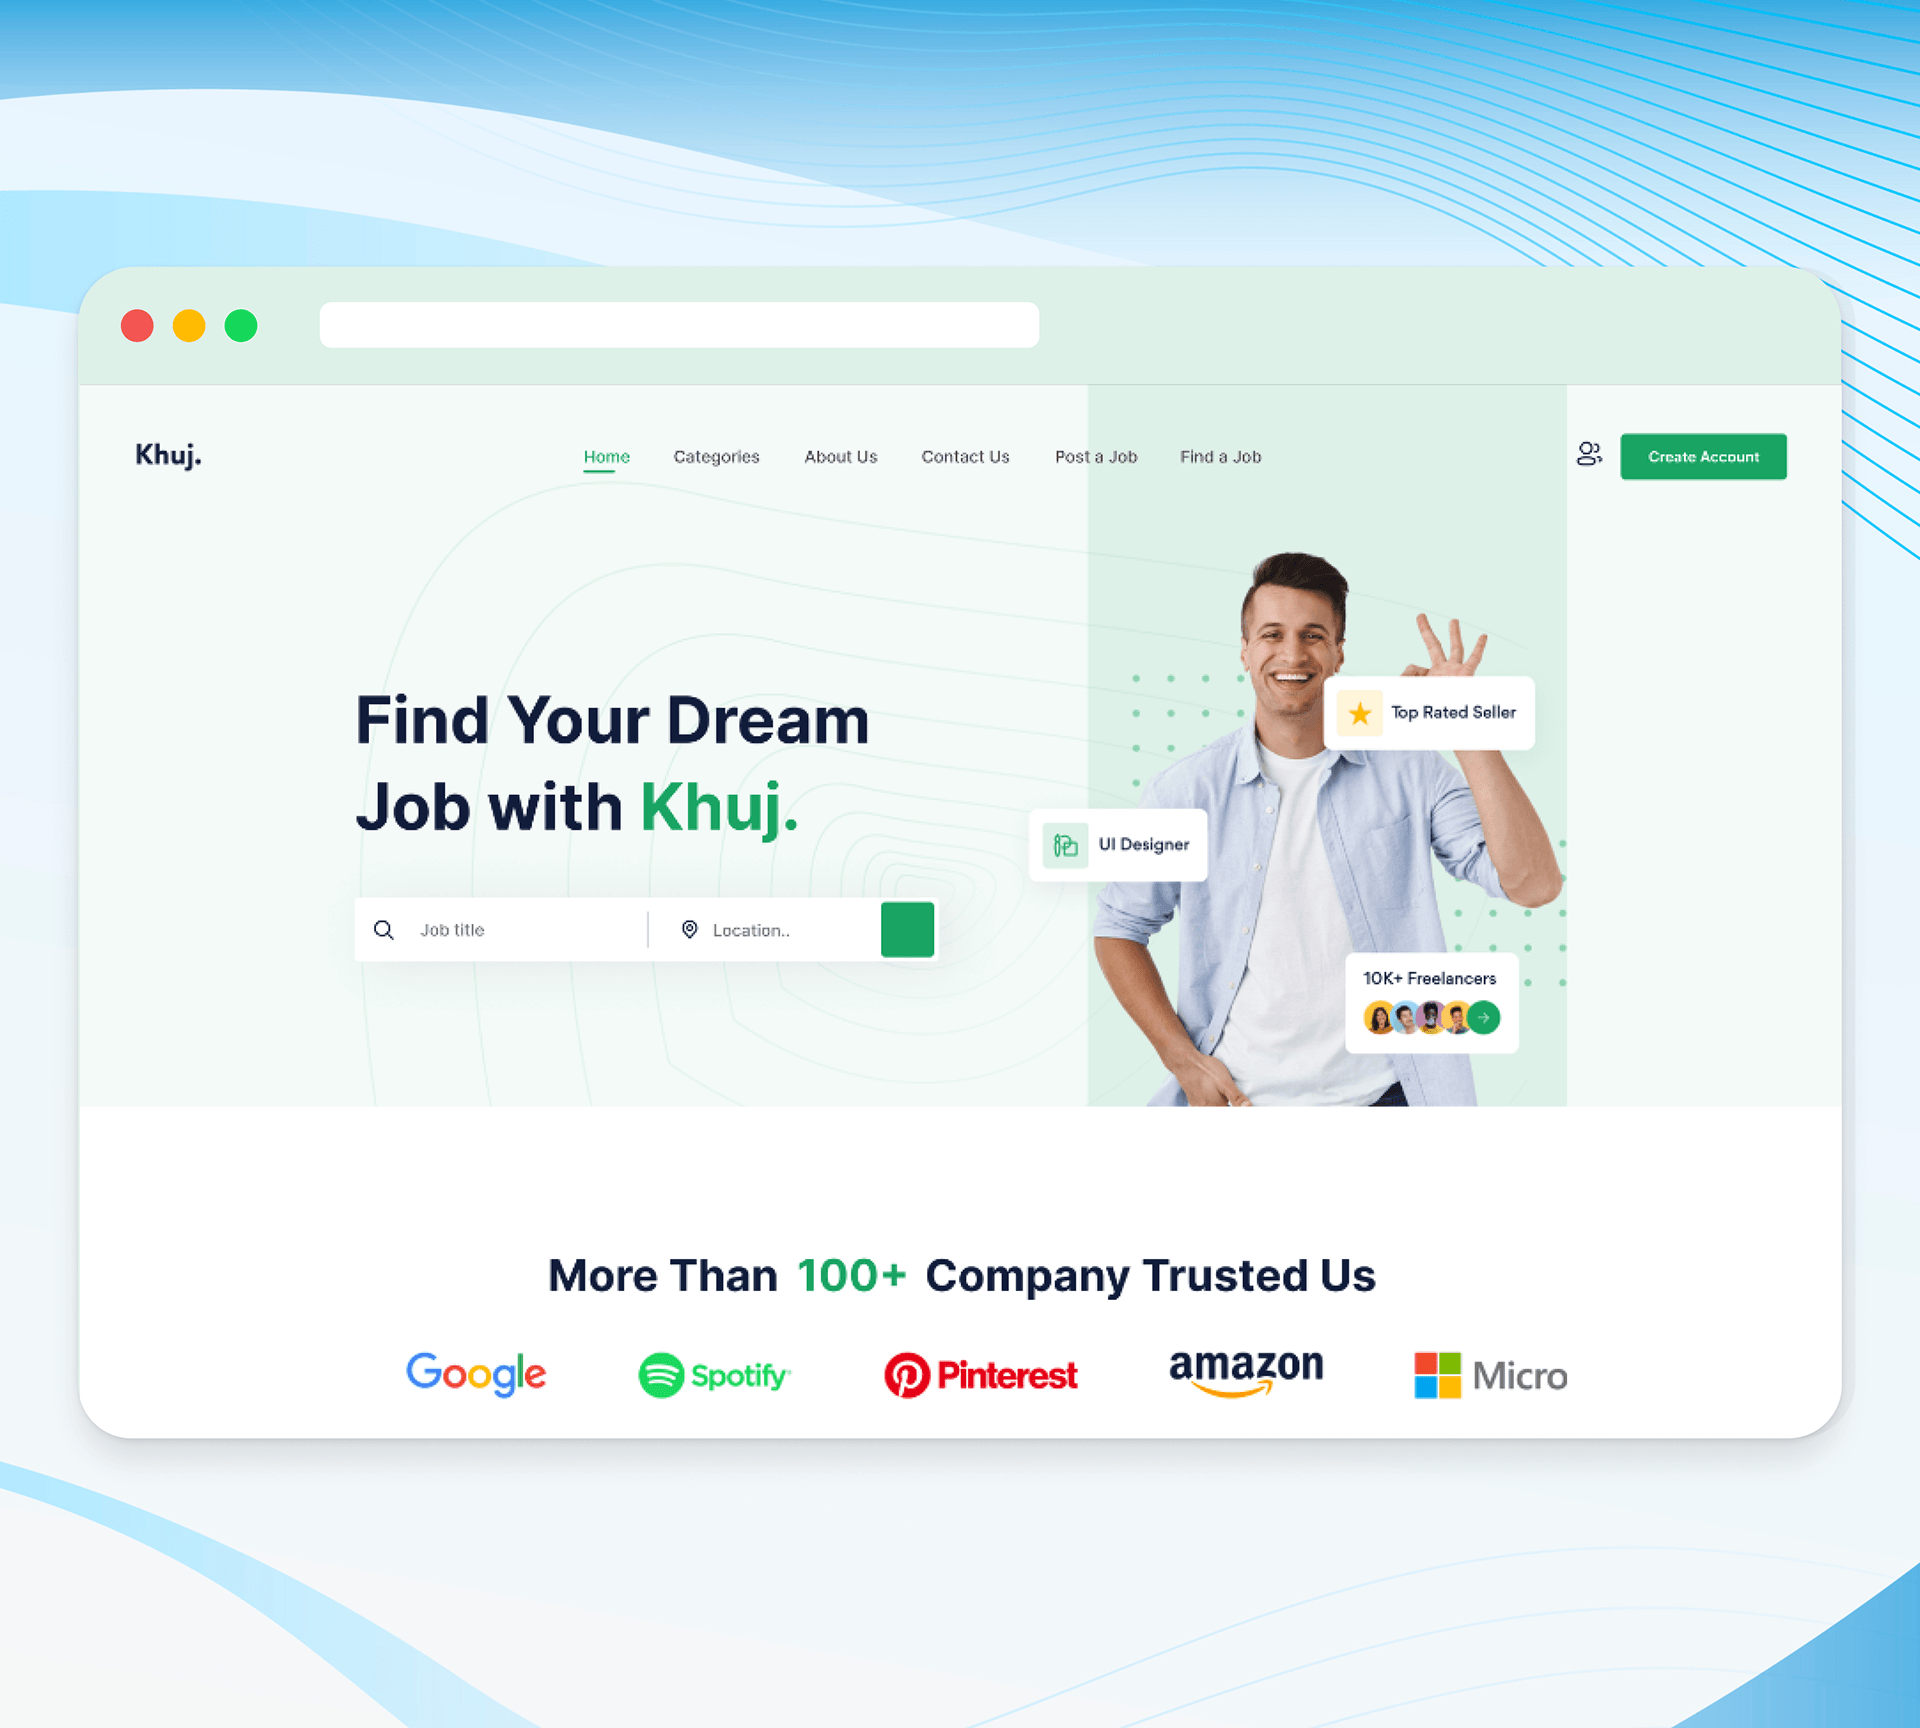 Khuj.
Home
Categories
About Us
Contact Us
Post a Job
Find a Job
Create Account
Find Your Dream
Job with Khuj.
Job title
Location..
Top Rated Seller
UI Designer
10K+ Freelancers
More Than 100+ Company Trusted Us
Google
Spotify
Pinterest
amazon
Micro